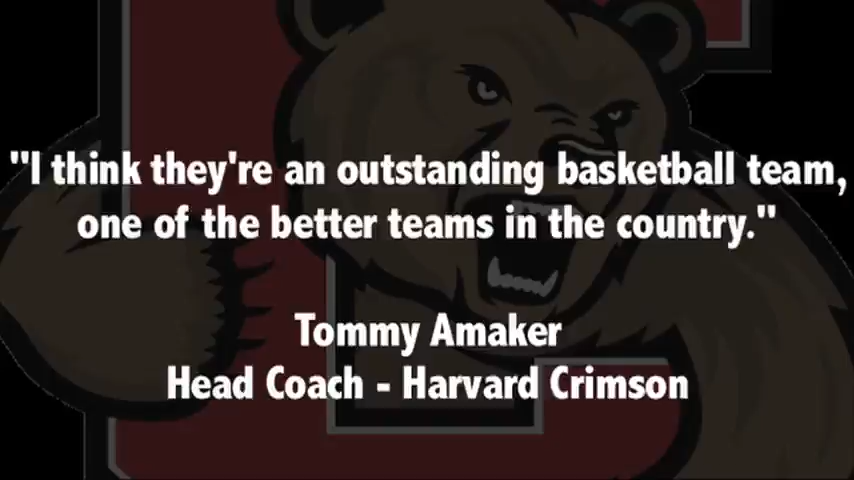 "I think they're an outstanding basketball team,
one of the better teams in the country."
Tommy Amaker
Head Coach - Harvard Crimson